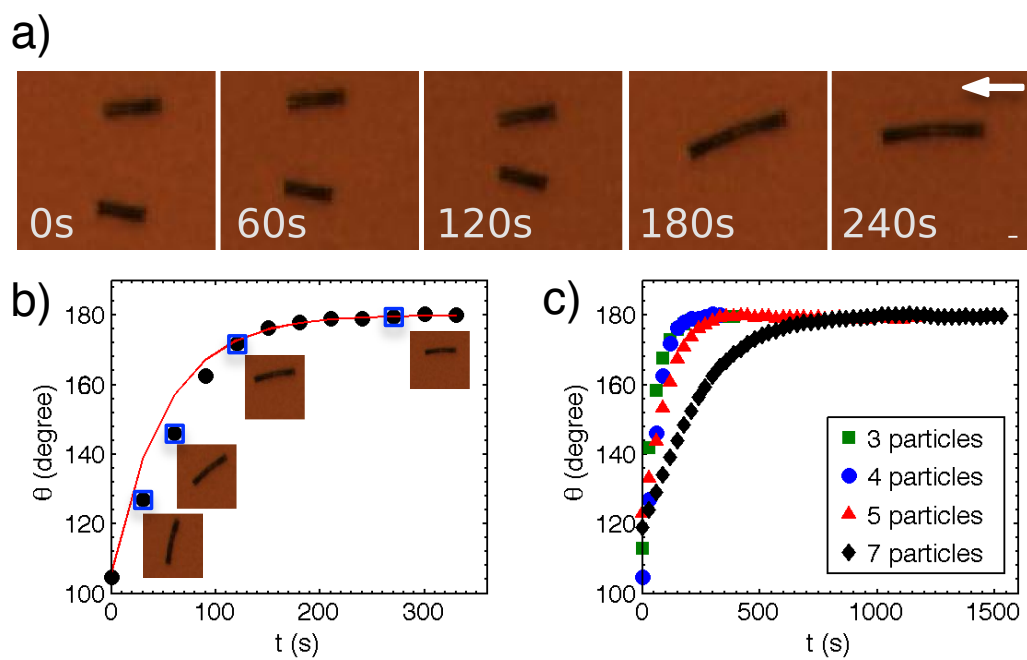 a)
0s
60s
120s
180s
240s
b)
180
160
140
120
100
θ (degree)
0
100
200
300
t (s)
c)
180
160
140
120
100
θ (degree)
3 particles
4 particles
5 particles
7 particles
0
500
1000
1500
t (s)